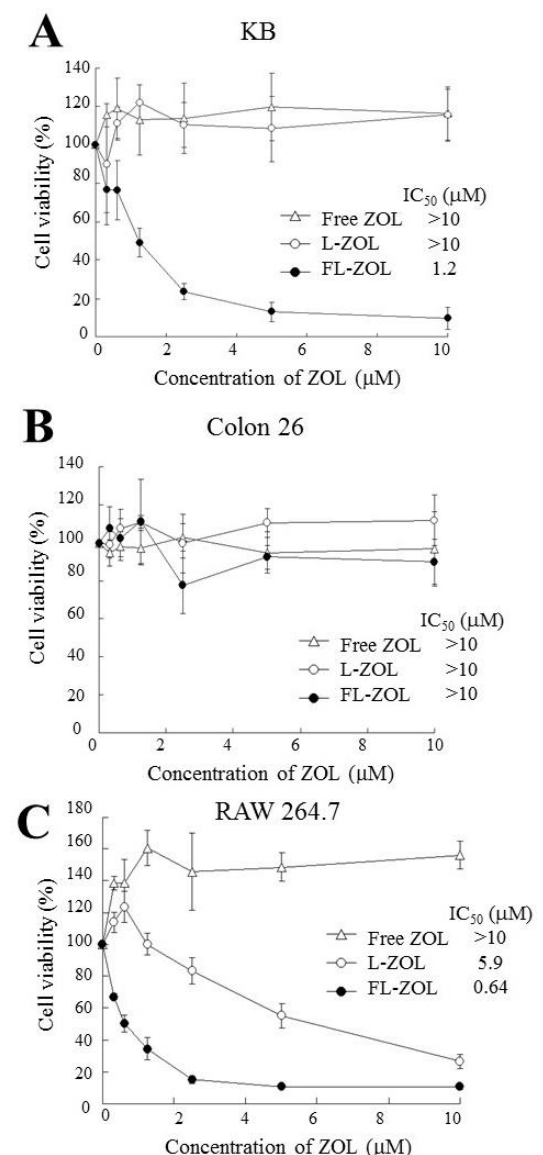 A
KB
140
120
100
80
60
40
20
0
Cell viability (%)
IC50 (μM)
Free ZOL >10
L-ZOL >10
FL-ZOL 1.2
0 2 4 6 8 10
Concentration of ZOL (μM)
B
Colon 26
140
120
100
80
60
40
20
0
Cell viability (%)
IC50 (μM)
Free ZOL >10
L-ZOL >10
FL-ZOL >10
0 2 4 6 8 10
Concentration of ZOL (μM)
C
RAW 264.7
180
160
140
120
100
80
60
40
20
0
Cell viability (%)
IC50 (μM)
Free ZOL >10
L-ZOL 5.9
FL-ZOL 0.64
0 2 4 6 8 10
Concentration of ZOL (μM)